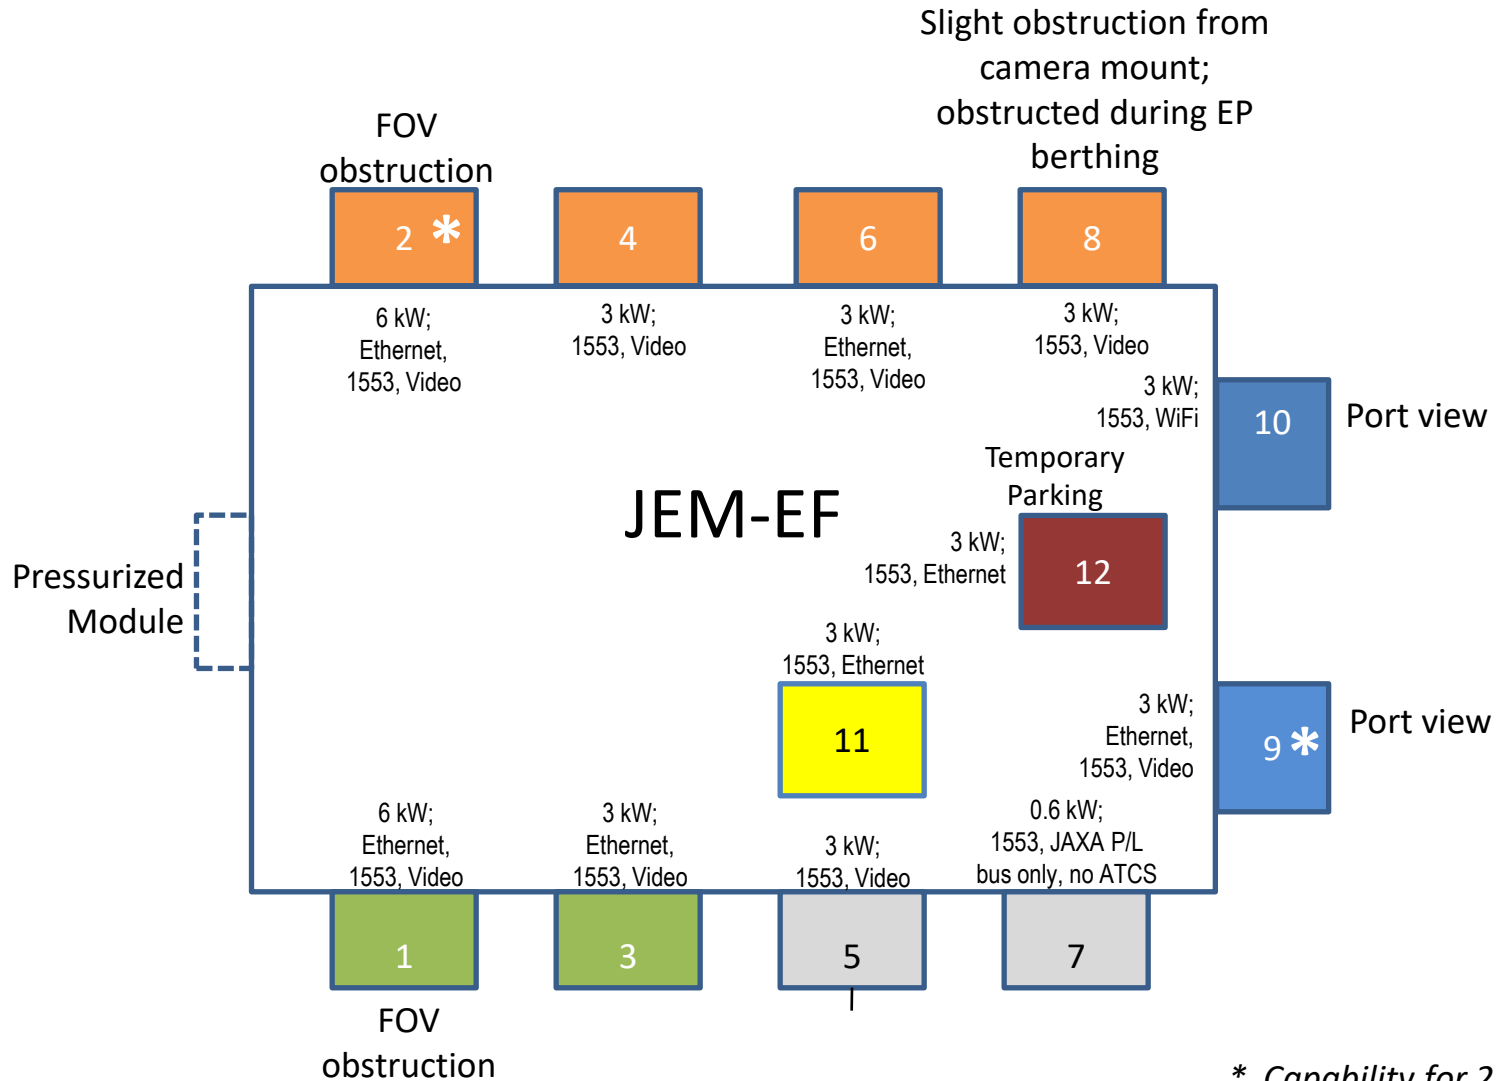 Slight obstruction from
camera mount;
obstructed during EP
berthing
FOV
obstruction
2 *
4
6
8
6 kW;
Ethernet,
1553, Video
3 kW;
1553, Video
3 kW;
Ethernet,
1553, Video
3 kW;
1553, Video
3 kW;
1553, WiFi
10
Port view
Temporary
Parking
JEM-EF
3 kW;
1553, Ethernet
12
Pressurized
Module
3 kW;
1553, Ethernet
11
3 kW;
Ethernet,
1553, Video
9 *
Port view
6 kW;
Ethernet,
1553, Video
3 kW;
Ethernet,
1553, Video
3 kW;
1553, Video
0.6 kW;
1553, JAXA P/L
bus only, no ATCS
1
3
5
7
FOV
obstruction
* Capability for 2